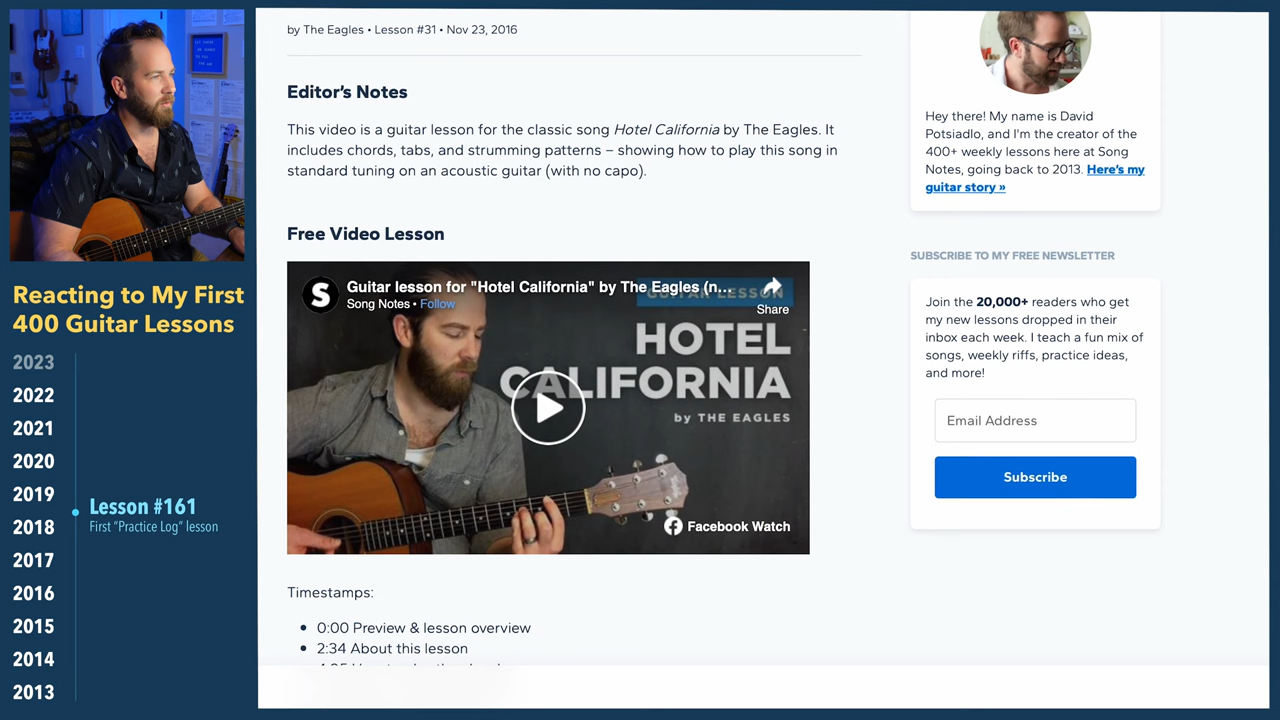 Reacting to My First
400 Guitar Lessons
2023
2022
2021
2020
2019
2018
2017
2016
2015
2014
2013
Lesson #161
First “Practice Log” lesson
by The Eagles • Lesson #31 • Nov 23, 2016
Editor’s Notes
This video is a guitar lesson for the classic song Hotel California by The Eagles. It
includes chords, tabs, and strumming patterns – showing how to play this song in
standard tuning on an acoustic guitar (with no capo).
Free Video Lesson
S
Guitar lesson for "Hotel California" by The Eagles (n...
Song Notes • Follow
Share
GUITAR LESSON
HOTEL
CALIFORNIA
by THE EAGLES
Facebook Watch
Timestamps:
• 0:00 Preview & lesson overview
• 2:34 About this lesson
Hey there! My name is David
Potsiadlo, and I'm the creator of the
400+ weekly lessons here at Song
Notes, going back to 2013. Here’s my
guitar story »
SUBSCRIBE TO MY FREE NEWSLETTER
Join the 20,000+ readers who get
my new lessons dropped in their
inbox each week. I teach a fun mix of
songs, weekly riffs, practice ideas,
and more!
Email Address
Subscribe